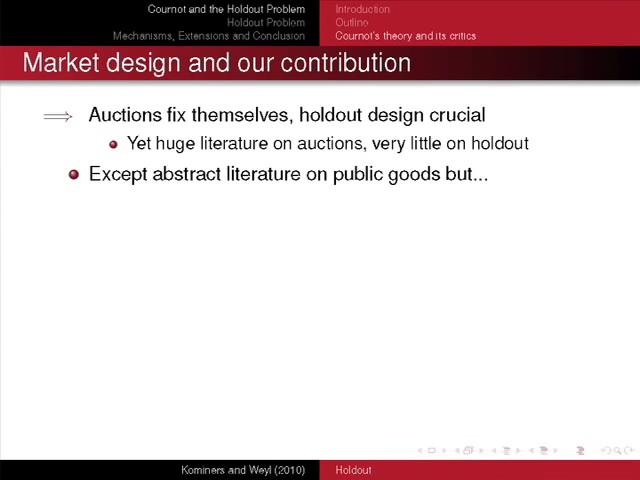 Cournot and the Holdout Problem
Holdout Problem
Mechanisms, Extensions and Conclusion
Introduction
Outline
Cournot's theory and its critics
Market design and our contribution
⟹ Auctions fix themselves, holdout design crucial
Yet huge literature on auctions, very little on holdout
Except abstract literature on public goods but...
Kominers and Weyl (2010)
Holdout